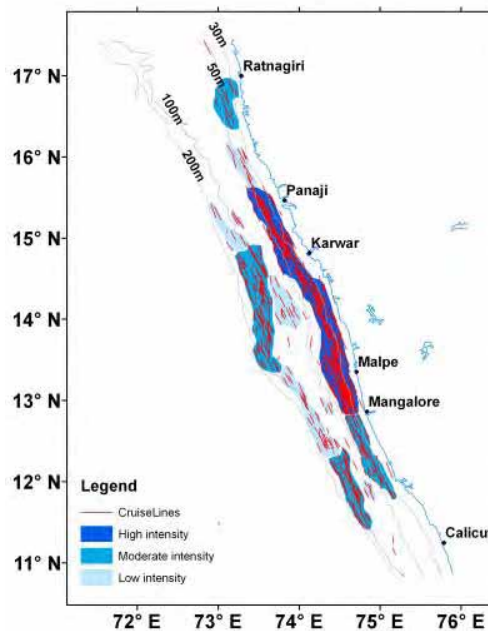 30m
17° N
Ratnagiri
50m
100m
16° N
200m
Panaji
15° N
Karwar
14° N
Malpe
13° N
Mangalore
12° N
Legend
CruiseLines
High intensity
Moderate intensity
Low intensity
Calicu
11° N
72° E
73° E
74° E
75° E
76° E